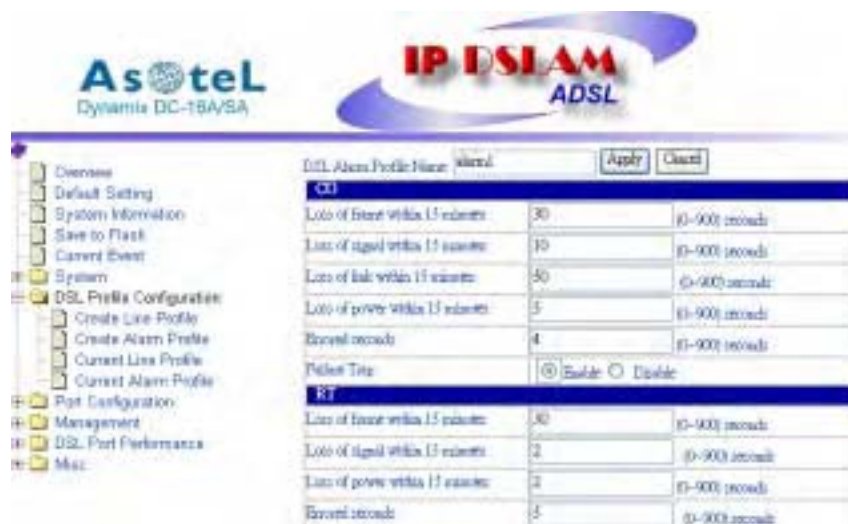 AsoteL
Dynamix DC-16A/SA
IP DSLAM
ADSL
Overview
Default Setting
System Information
Save to Flash
Current Event
System
DSL Profile Configuration
Create Line Profile
Create Alarm Profile
Current Line Profile
Current Alarm Profile
Port Configuration
Management
DSL Port Performance
Misc
DSL Alarm Profile Name alarm1 Apply Cancel
CO
Loss of frame within 15 minutes 30 (0~900) seconds
Loss of signal within 15 minutes 10 (0~900) seconds
Loss of link within 15 minutes 50 (0~900) seconds
Loss of power within 15 minutes 5 (0~900) seconds
Errored seconds 4 (0~900) seconds
Failure Trap Enable Disable
RT
Loss of frame within 15 minutes 30 (0~900) seconds
Loss of signal within 15 minutes 2 (0~900) seconds
Loss of power within 15 minutes 2 (0~900) seconds
Errored seconds 5 (0~900) seconds